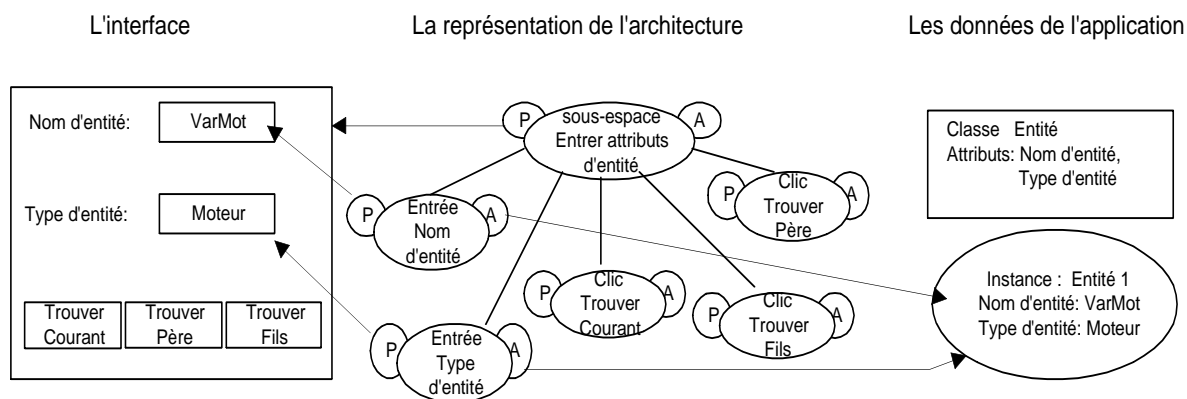 L'interface
La représentation de l'architecture
Les données de l'application
Nom d'entité:
VarMot
Type d'entité:
Moteur
Trouver
Courant
Trouver
Père
Trouver
Fils
P
sous-espace
Entrer attributs
d'entité
A
P
Entrée
Nom
d'entité
A
P
Clic
Trouver
Père
A
P
Clic
Trouver
Courant
A
P
Clic
Trouver
Fils
A
P
Entrée
Type
d'entité
A
Classe Entité
Attributs: Nom d'entité,
Type d'entité
Instance : Entité 1
Nom d'entité: VarMot
Type d'entité: Moteur